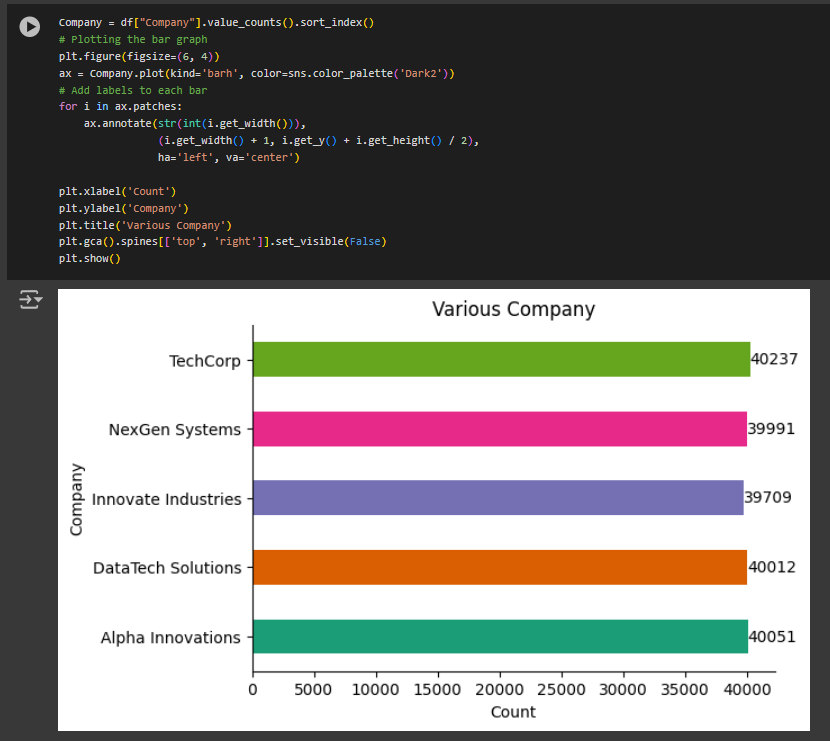 Company = df["Company"].value_counts().sort_index()
# Plotting the bar graph
plt.figure(figsize=(6, 4))
ax = Company.plot(kind='barh', color=sns.color_palette('Dark2'))
# Add labels to each bar
for i in ax.patches:
    ax.annotate(str(int(i.get_width())),
                (i.get_width() + 1, i.get_y() + i.get_height() / 2),
                ha='left', va='center')
plt.xlabel('Count')
plt.ylabel('Company')
plt.title('Various Company')
plt.gca().spines[['top', 'right']].set_visible(False)
plt.show()
Various Company
TechCorp 40237
NexGen Systems 39991
Innovate Industries 39709
DataTech Solutions 40012
Alpha Innovations 40051
Company
0 5000 10000 15000 20000 25000 30000 35000 40000
Count